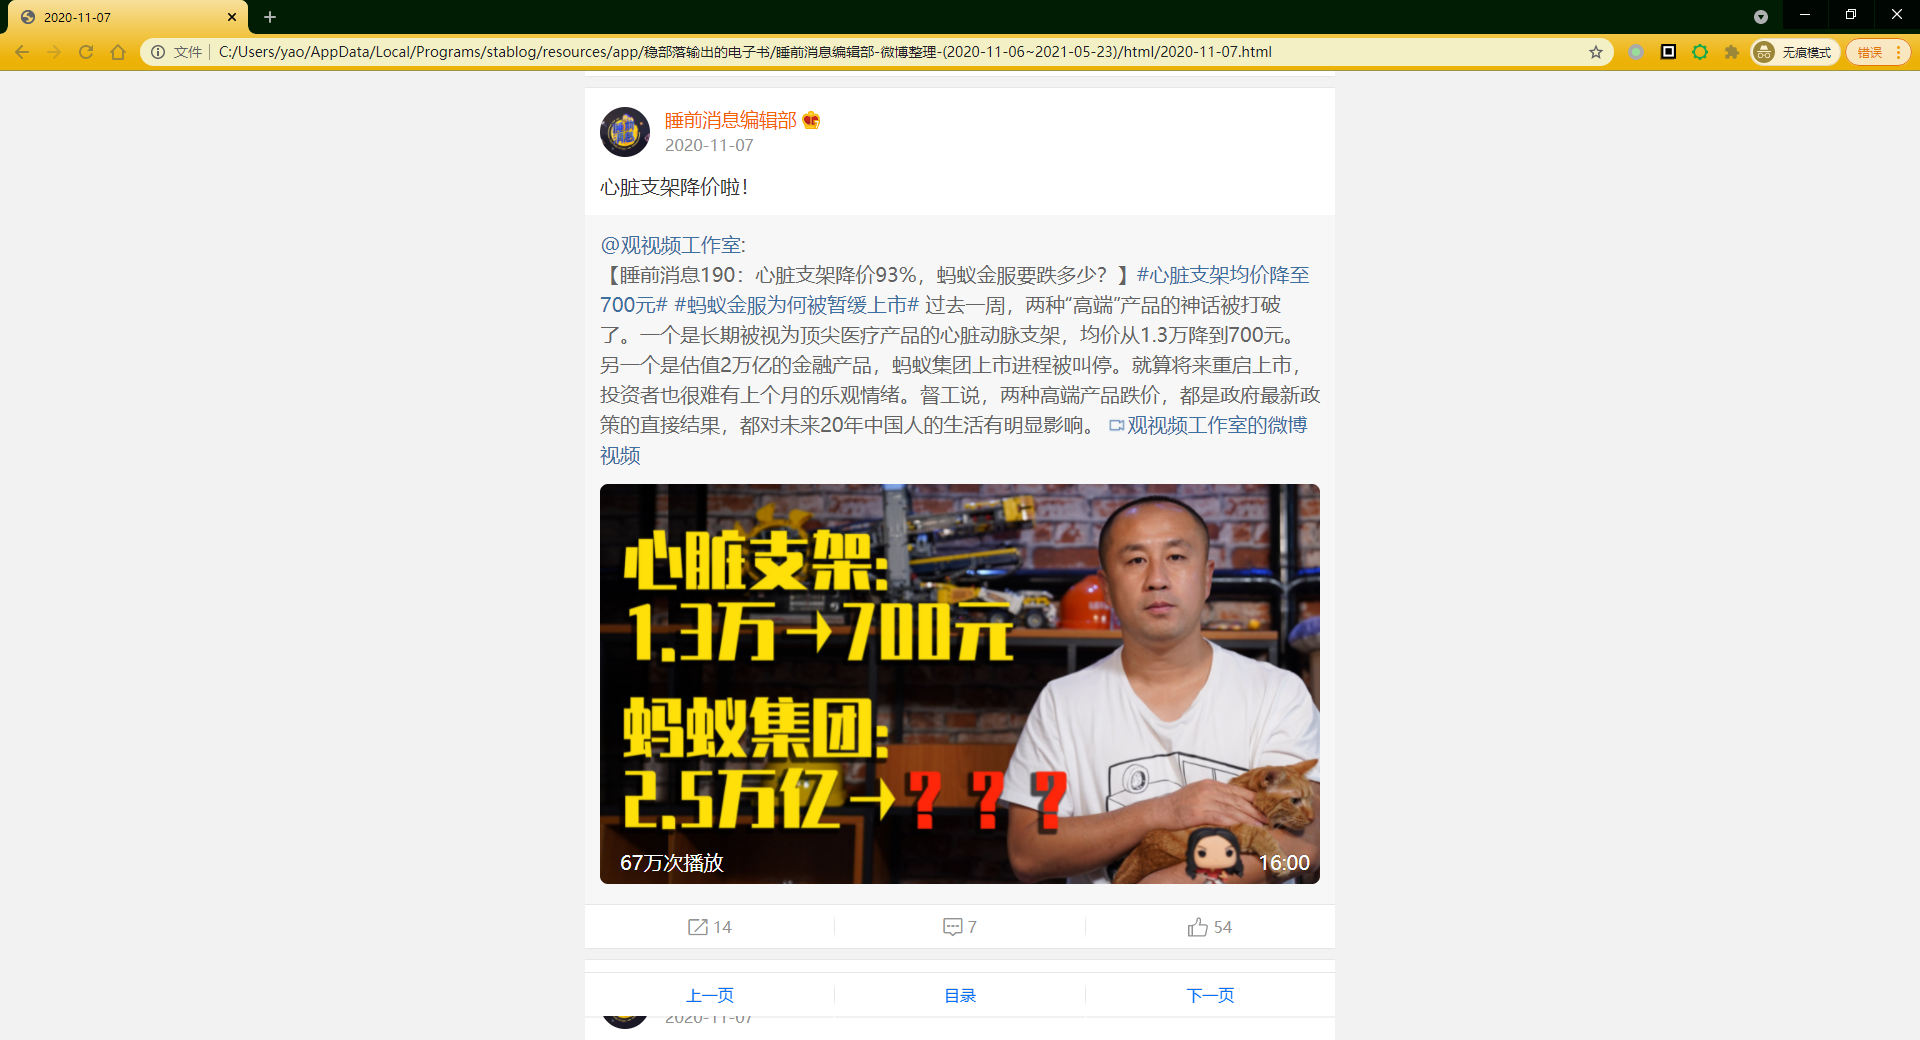 2020-11-07
文件
C:/Users/yao/AppData/Local/Programs/stablog/resources/app/稳部落输出的电子书/睡前消息编辑部-微博整理-(2020-11-06~2021-05-23)/html/2020-11-07.html
无痕模式
错误
睡前消息编辑部
2020-11-07
心脏支架降价啦！
@观视频工作室:
【睡前消息190：心脏支架降价93%，蚂蚁金服要跌多少？】#心脏支架均价降至
700元# #蚂蚁金服为何被暂缓上市# 过去一周，两种“高端”产品的神话被打破
了。一个是长期被视为顶尖医疗产品的心脏动脉支架，均价从1.3万降到700元。
另一个是估值2万亿的金融产品，蚂蚁集团上市进程被叫停。就算将来重启上市，
投资者也很难有上个月的乐观情绪。督工说，两种高端产品跌价，都是政府最新政
策的直接结果，都对未来20年中国人的生活有明显影响。 观视频工作室的微博
视频
心脏支架:
1.3万→700元
蚂蚁集团:
2.5万亿→???
67万次播放
16:00
14
7
54
上一页
目录
下一页
2020-11-07